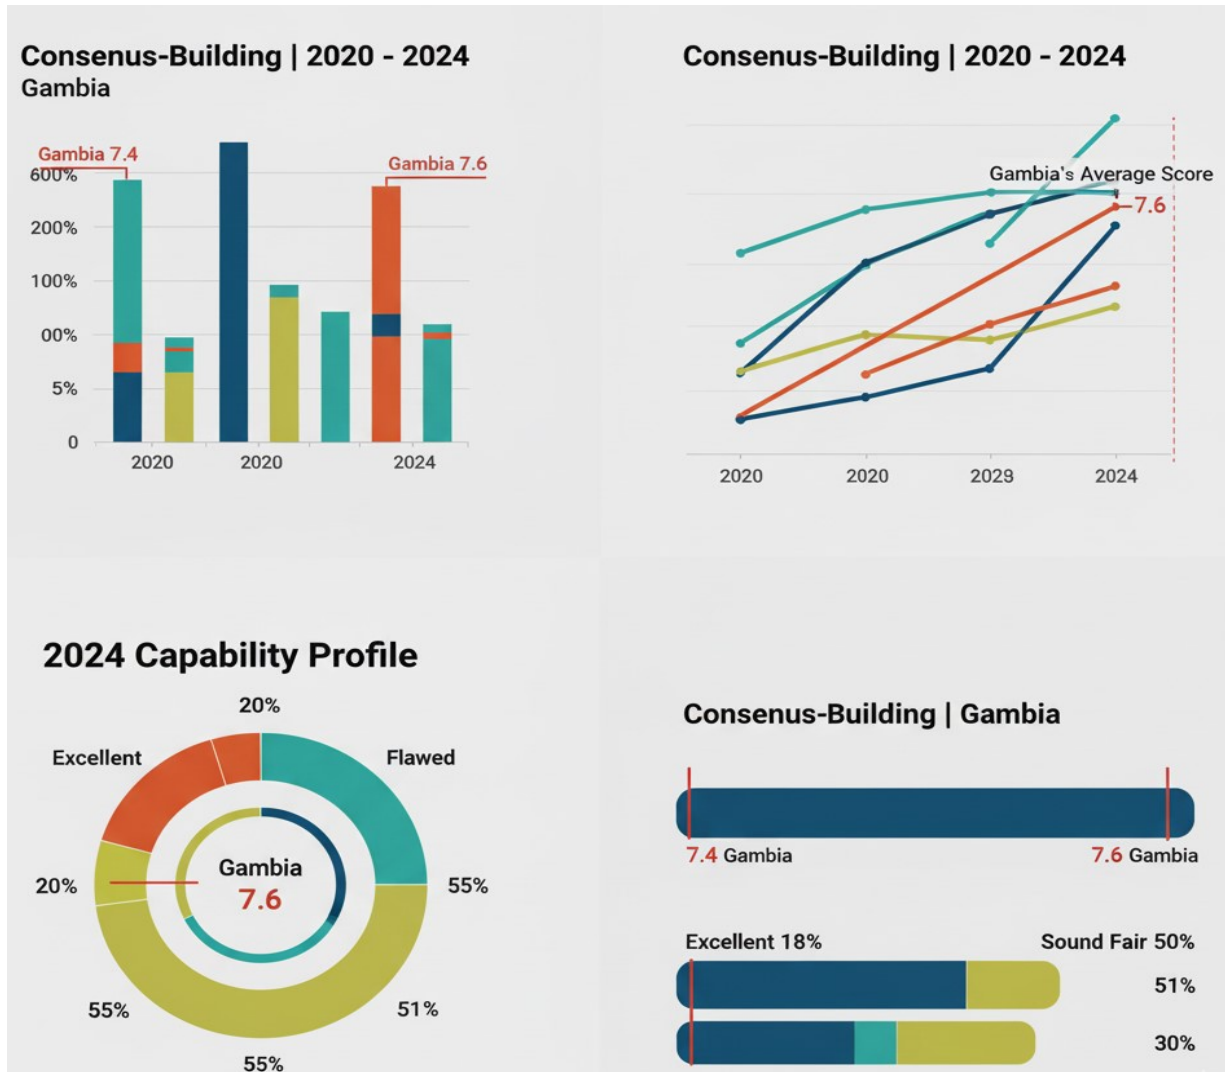 Consenus-Building | 2020 - 2024
Gambia
Gambia 7.4
Gambia 7.6
600%
200%
100%
00%
5%
0
2020
2020
2024
Consenus-Building | 2020 - 2024
Gambia's Average Score
7.6
2020
2020
2029
2024
2024 Capability Profile
20%
Excellent
Flawed
Gambia
7.6
20%
55%
55%
51%
55%
Consenus-Building | Gambia
7.4 Gambia
7.6 Gambia
Excellent 18%
Sound Fair 50%
51%
30%